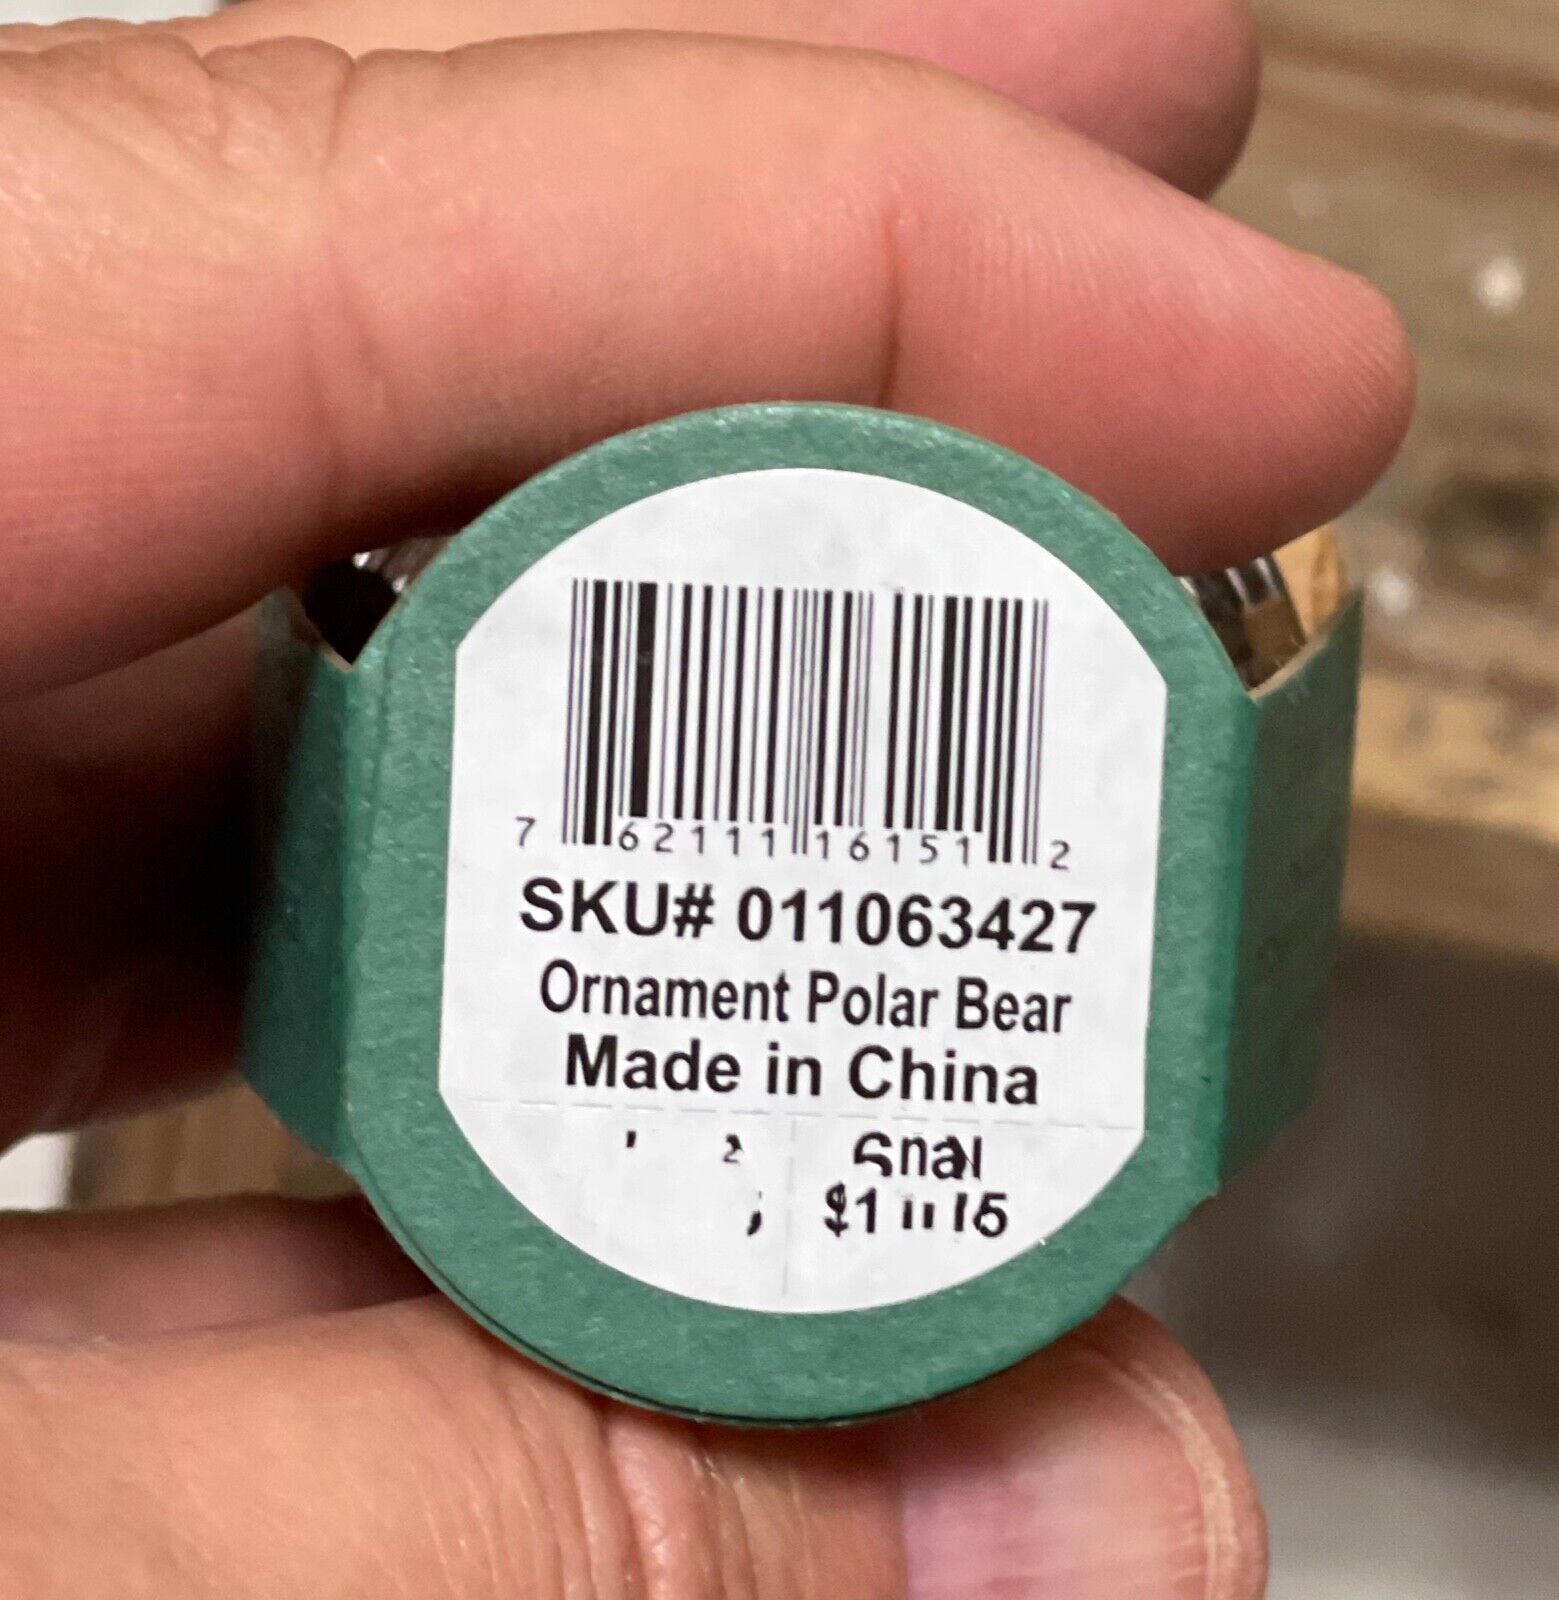 7 62111 16151 2
SKU# 011063427
Ornament Polar Bear
Made in China